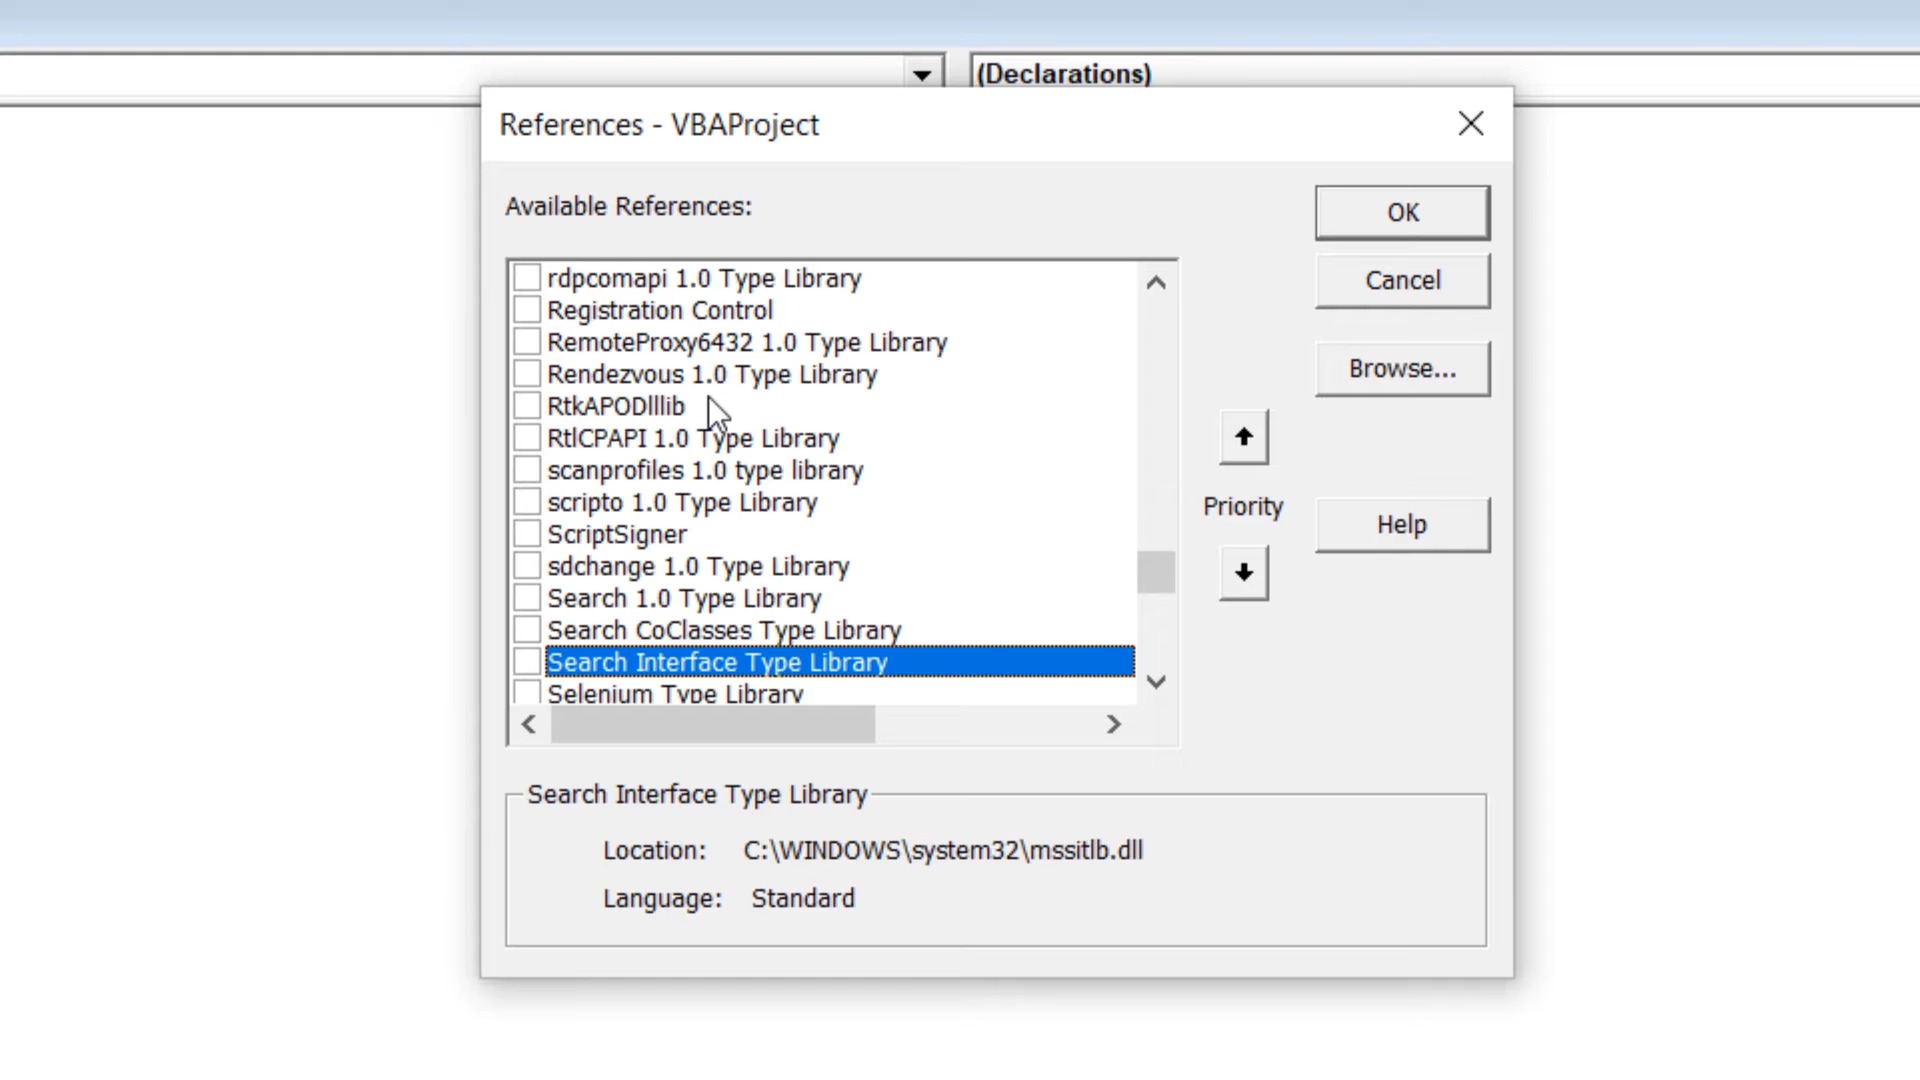 (Declarations)
References - VBAProject
Available References:
OK
Cancel
Browse...
Priority
Help
rdpcomapi 1.0 Type Library
Registration Control
RemoteProxy6432 1.0 Type Library
Rendezvous 1.0 Type Library
RtkAPODlllib
RtlCPAPI 1.0 Type Library
scanprofiles 1.0 type library
scripto 1.0 Type Library
ScriptSigner
sdchange 1.0 Type Library
Search 1.0 Type Library
Search CoClasses Type Library
Search Interface Type Library
Selenium Type Library
Search Interface Type Library
Location: C:\WINDOWS\system32\mssitlb.dll
Language: Standard